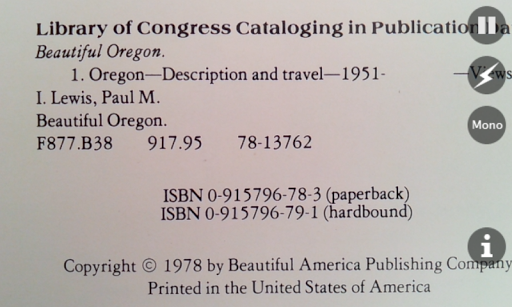 Library of Congress Cataloging in Publication
Beautiful Oregon.
1. Oregon—Description and travel—1951- —Views
I. Lewis, Paul M.
Beautiful Oregon.
Mono
F877.B38 917.95 78-13762
ISBN 0-915796-78-3 (paperback)
ISBN 0-915796-79-1 (hardbound)
Copyright © 1978 by Beautiful America Publishing Company
Printed in the United States of America